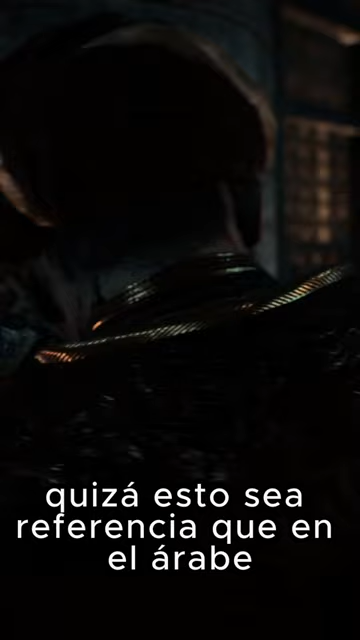 quizá esto sea
referencia que en
el árabe